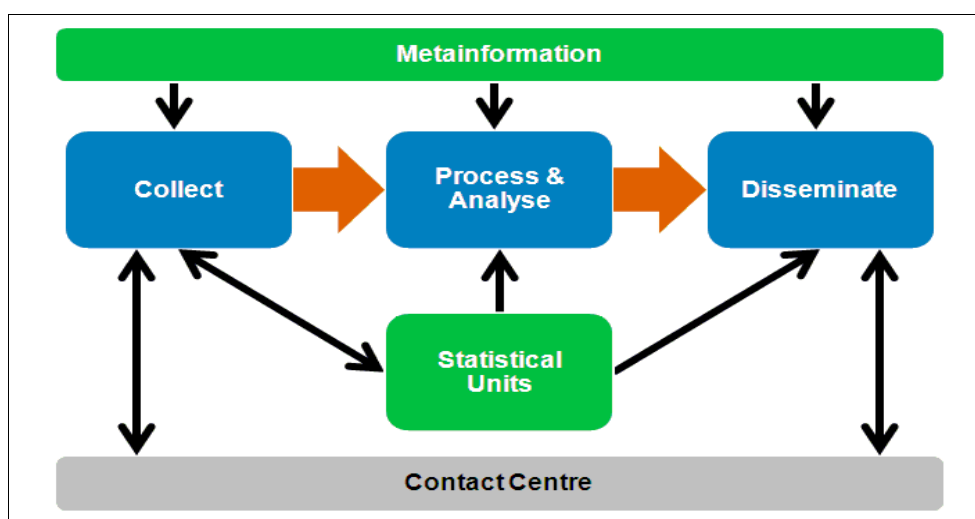 Metainformation
Collect
Process &
Analyse
Disseminate
Statistical
Units
Contact Centre